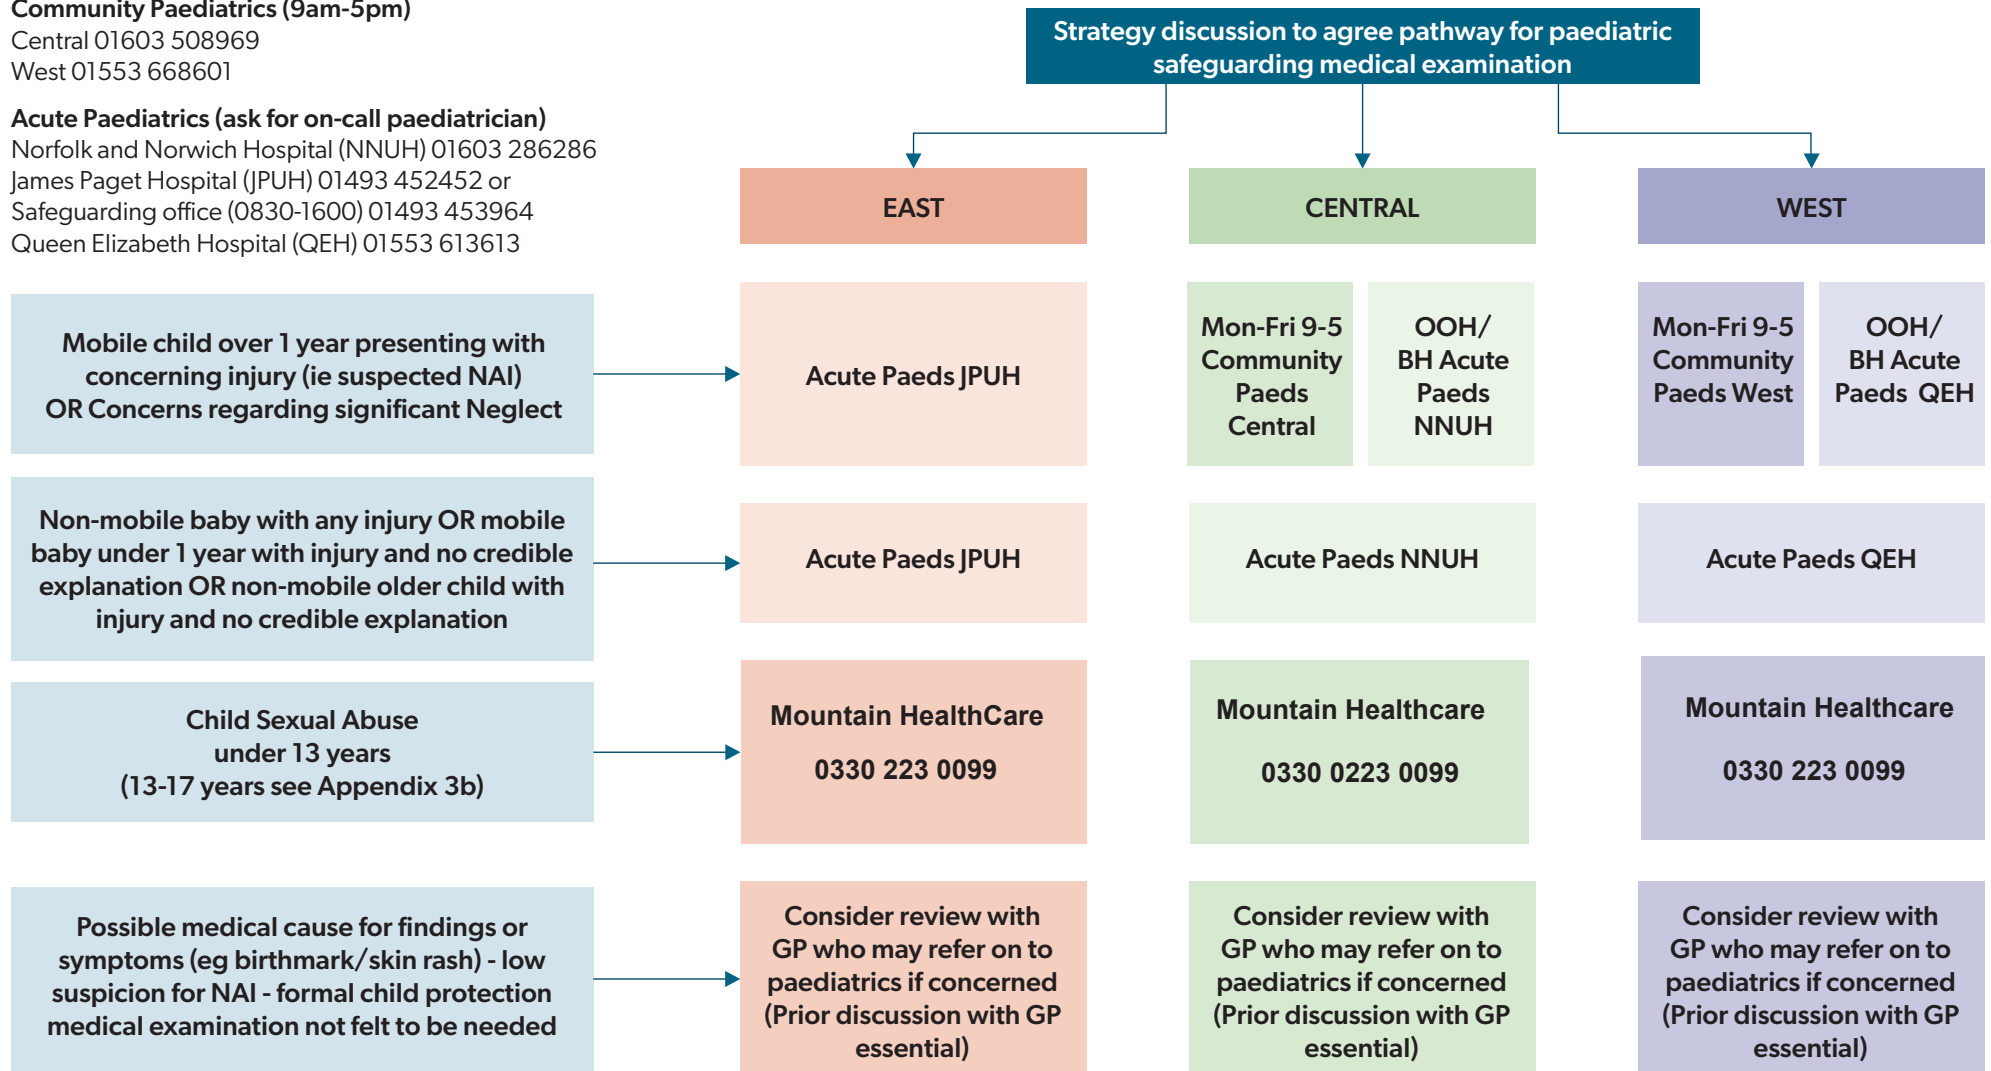 Community Paediatrics (9am-5pm)
Central 01603 508969
West 01553 668601
Acute Paediatrics (ask for on-call paediatrician)
Norfolk and Norwich Hospital (NNUH) 01603 286286
James Paget Hospital (JPUH) 01493 452452 or
Safeguarding office (0830-1600) 01493 453964
Queen Elizabeth Hospital (QEH) 01553 613613
Strategy discussion to agree pathway for paediatric
safeguarding medical examination
EAST
CENTRAL
WEST
Mobile child over 1 year presenting with
concerning injury (ie suspected NAI)
OR Concerns regarding significant Neglect
Acute Paeds JPUH
Mon-Fri 9-5
Community
Paeds
Central
OOH/
BH Acute
Paeds
NNUH
Mon-Fri 9-5
Community
Paeds West
OOH/
BH Acute
Paeds QEH
Non-mobile baby with any injury OR mobile
baby under 1 year with injury and no credible
explanation OR non-mobile older child with
injury and no credible explanation
Acute Paeds JPUH
Acute Paeds NNUH
Acute Paeds QEH
Child Sexual Abuse
under 13 years
(13-17 years see Appendix 3b)
Mountain HealthCare
0330 223 0099
Mountain Healthcare
0330 0223 0099
Mountain Healthcare
0330 223 0099
Possible medical cause for findings or
symptoms (eg birthmark/skin rash) - low
suspicion for NAI - formal child protection
medical examination not felt to be needed
Consider review with
GP who may refer on to
paediatrics if concerned
(Prior discussion with GP
essential)
Consider review with
GP who may refer on to
paediatrics if concerned
(Prior discussion with GP
essential)
Consider review with
GP who may refer on to
paediatrics if concerned
(Prior discussion with GP
essential)